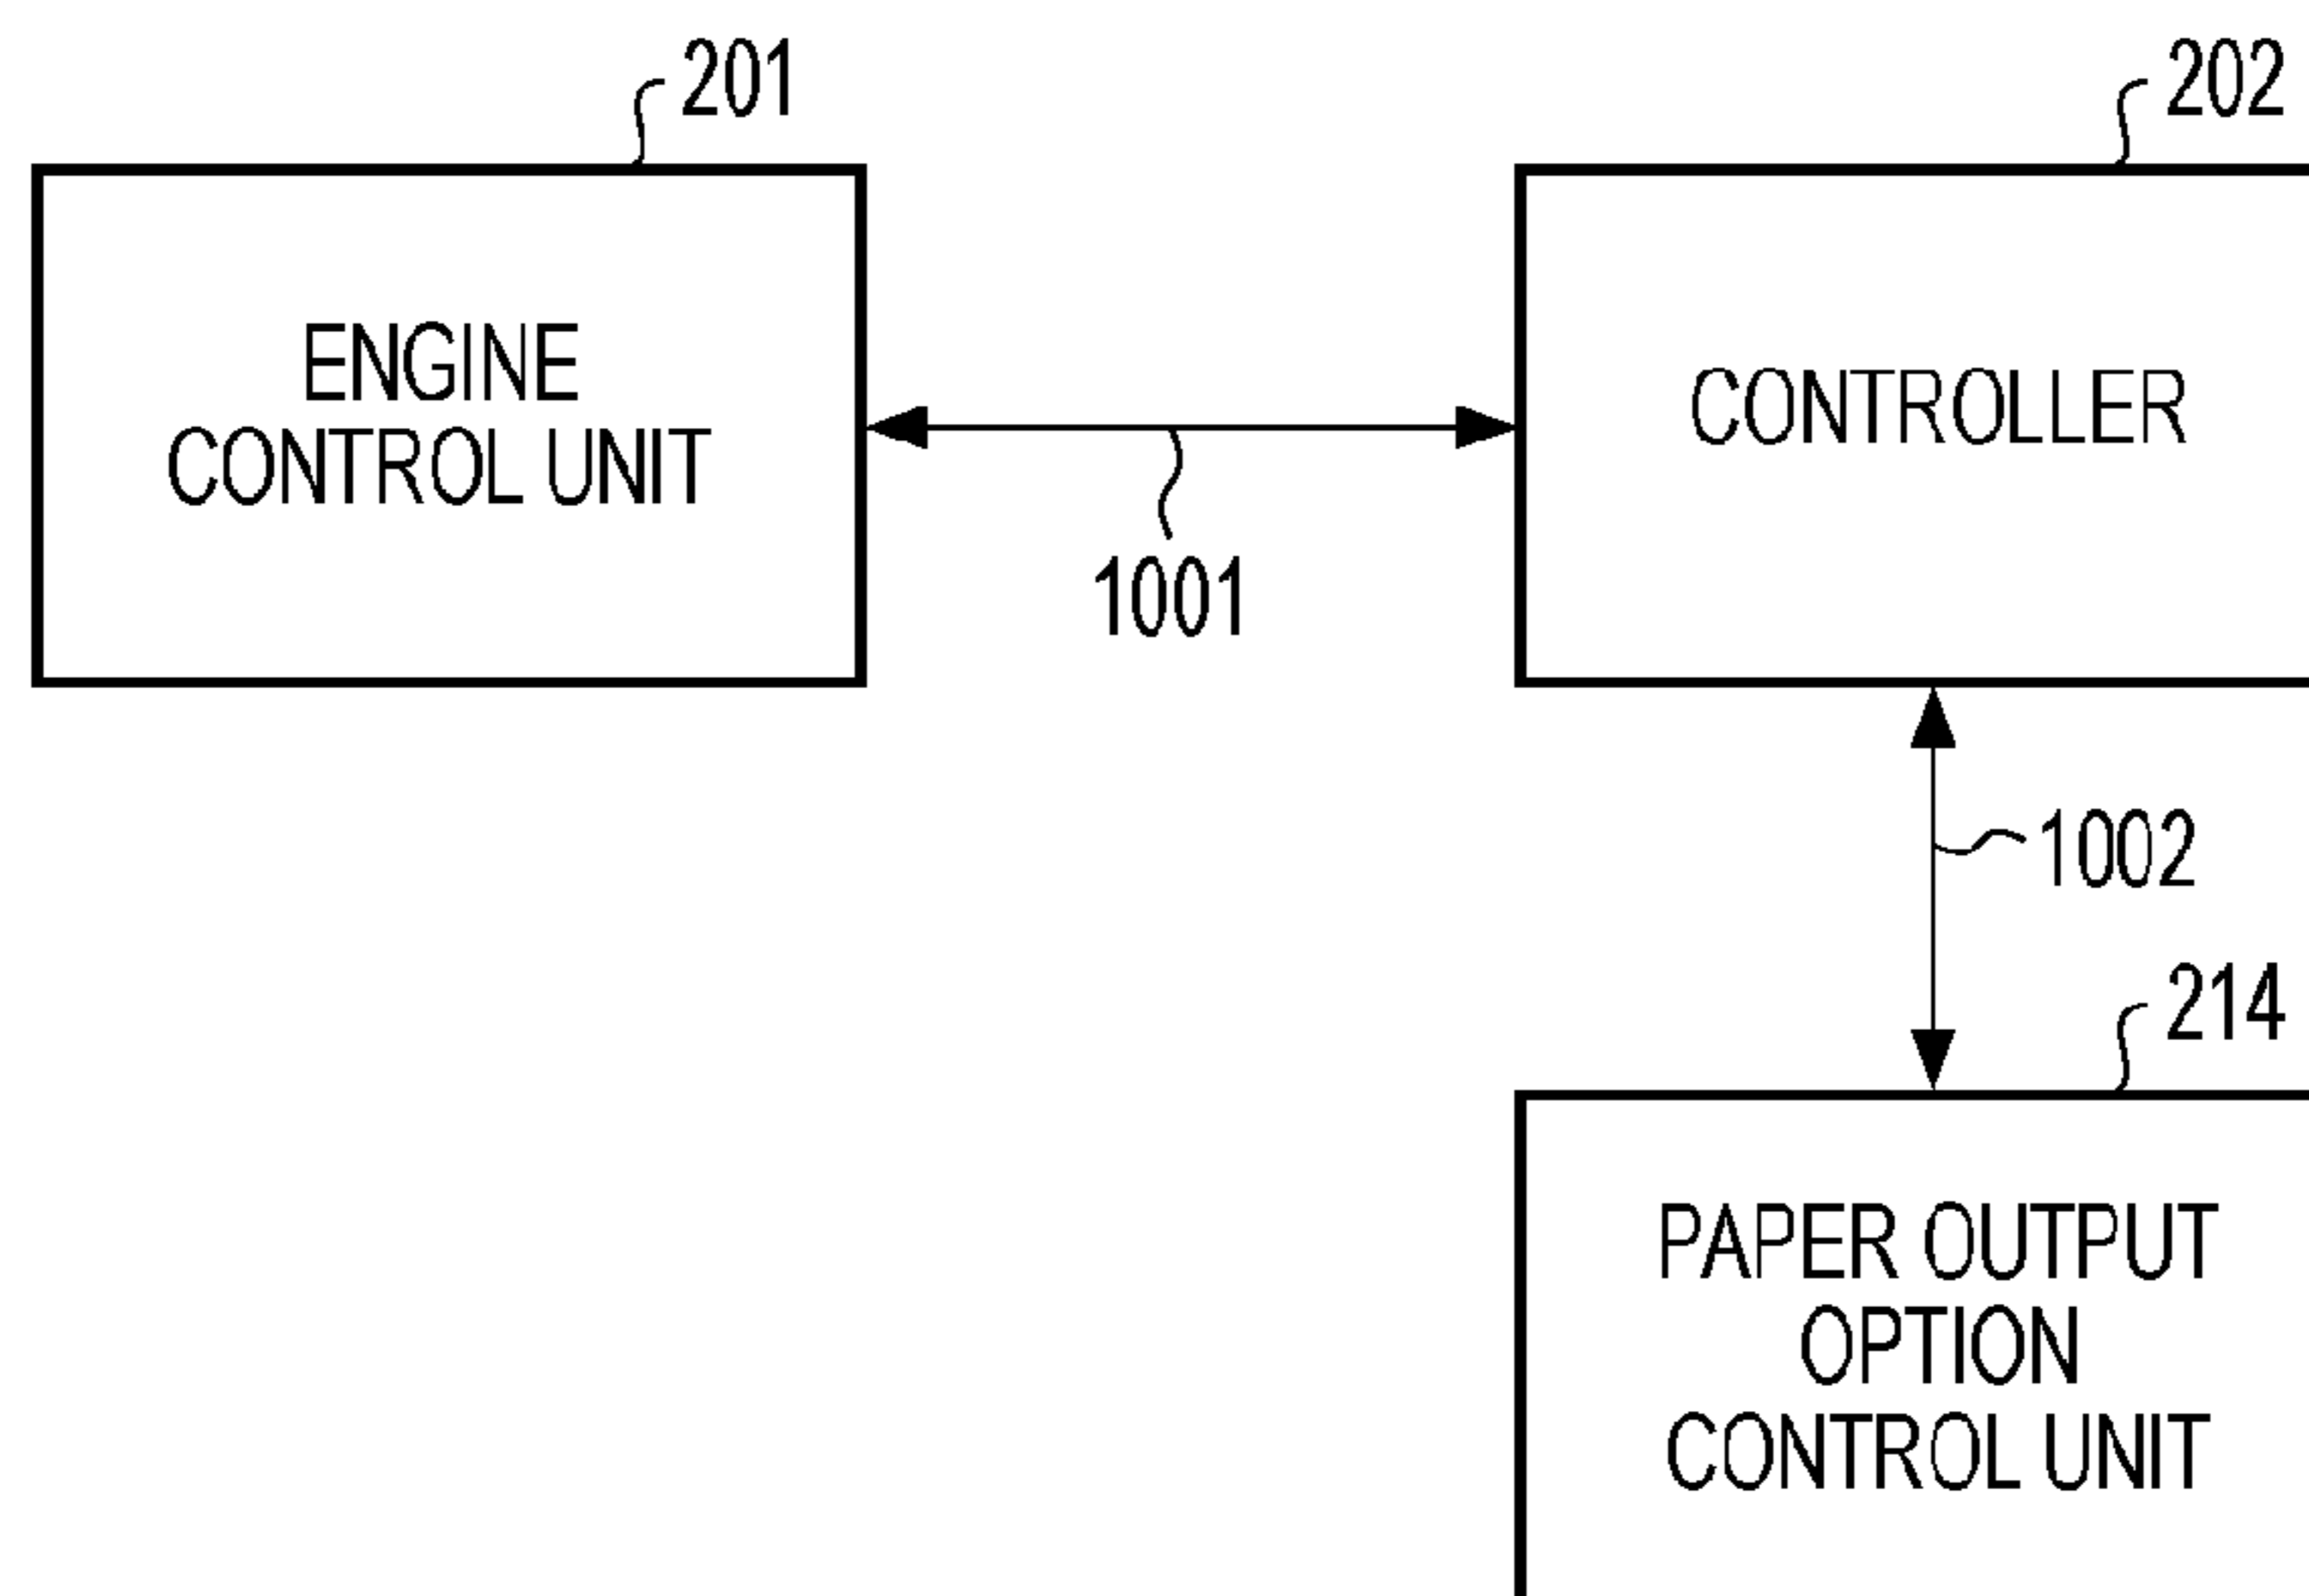 201
202
ENGINE
CONTROL UNIT
CONTROLLER
1001
1002
214
PAPER OUTPUT
OPTION
CONTROL UNIT